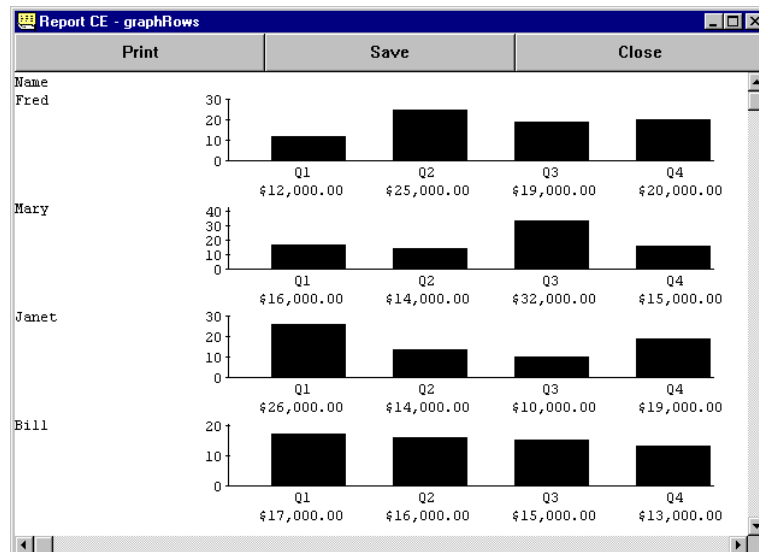 Report CE - graphRows
Print Save Close
Name
Fred
30
20
10
0
Q1 Q2 Q3 Q4
$12,000.00 $25,000.00 $19,000.00 $20,000.00
Mary
40
30
20
10
0
Q1 Q2 Q3 Q4
$16,000.00 $14,000.00 $32,000.00 $15,000.00
Janet
30
20
10
0
Q1 Q2 Q3 Q4
$26,000.00 $14,000.00 $10,000.00 $19,000.00
Bill
20
10
0
Q1 Q2 Q3 Q4
$17,000.00 $16,000.00 $15,000.00 $13,000.00